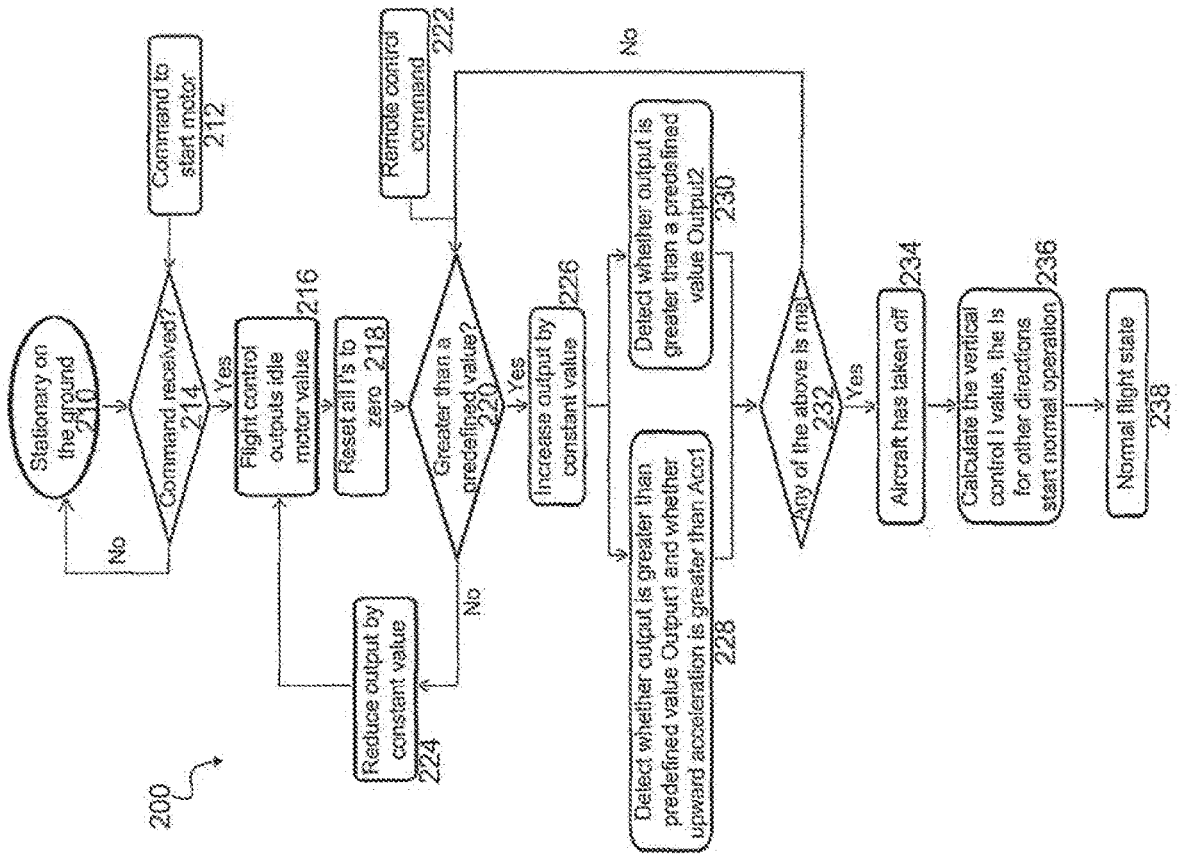 200
Stationary on
the ground
210
No
Command to
start motor
212
Command received?
214
Yes
Flight control
outputs idle
motor value
216
Reset all I's to
zero 218
Remote control
command
222
Greater than a
predefined value?
220
No
Reduce output by
constant value
224
Yes
Increase output by
constant value
226
Detect whether output is greater than
predefined value Output1 and whether
upward acceleration is greater than Acc1
228
Detect whether output is
greater than a predefined
value Output2
230
Any of the above is met
232
No
Yes
Aircraft has taken off
234
Calculate the vertical
control I value, the Is
for other directions
start normal operation
236
Normal flight state
238